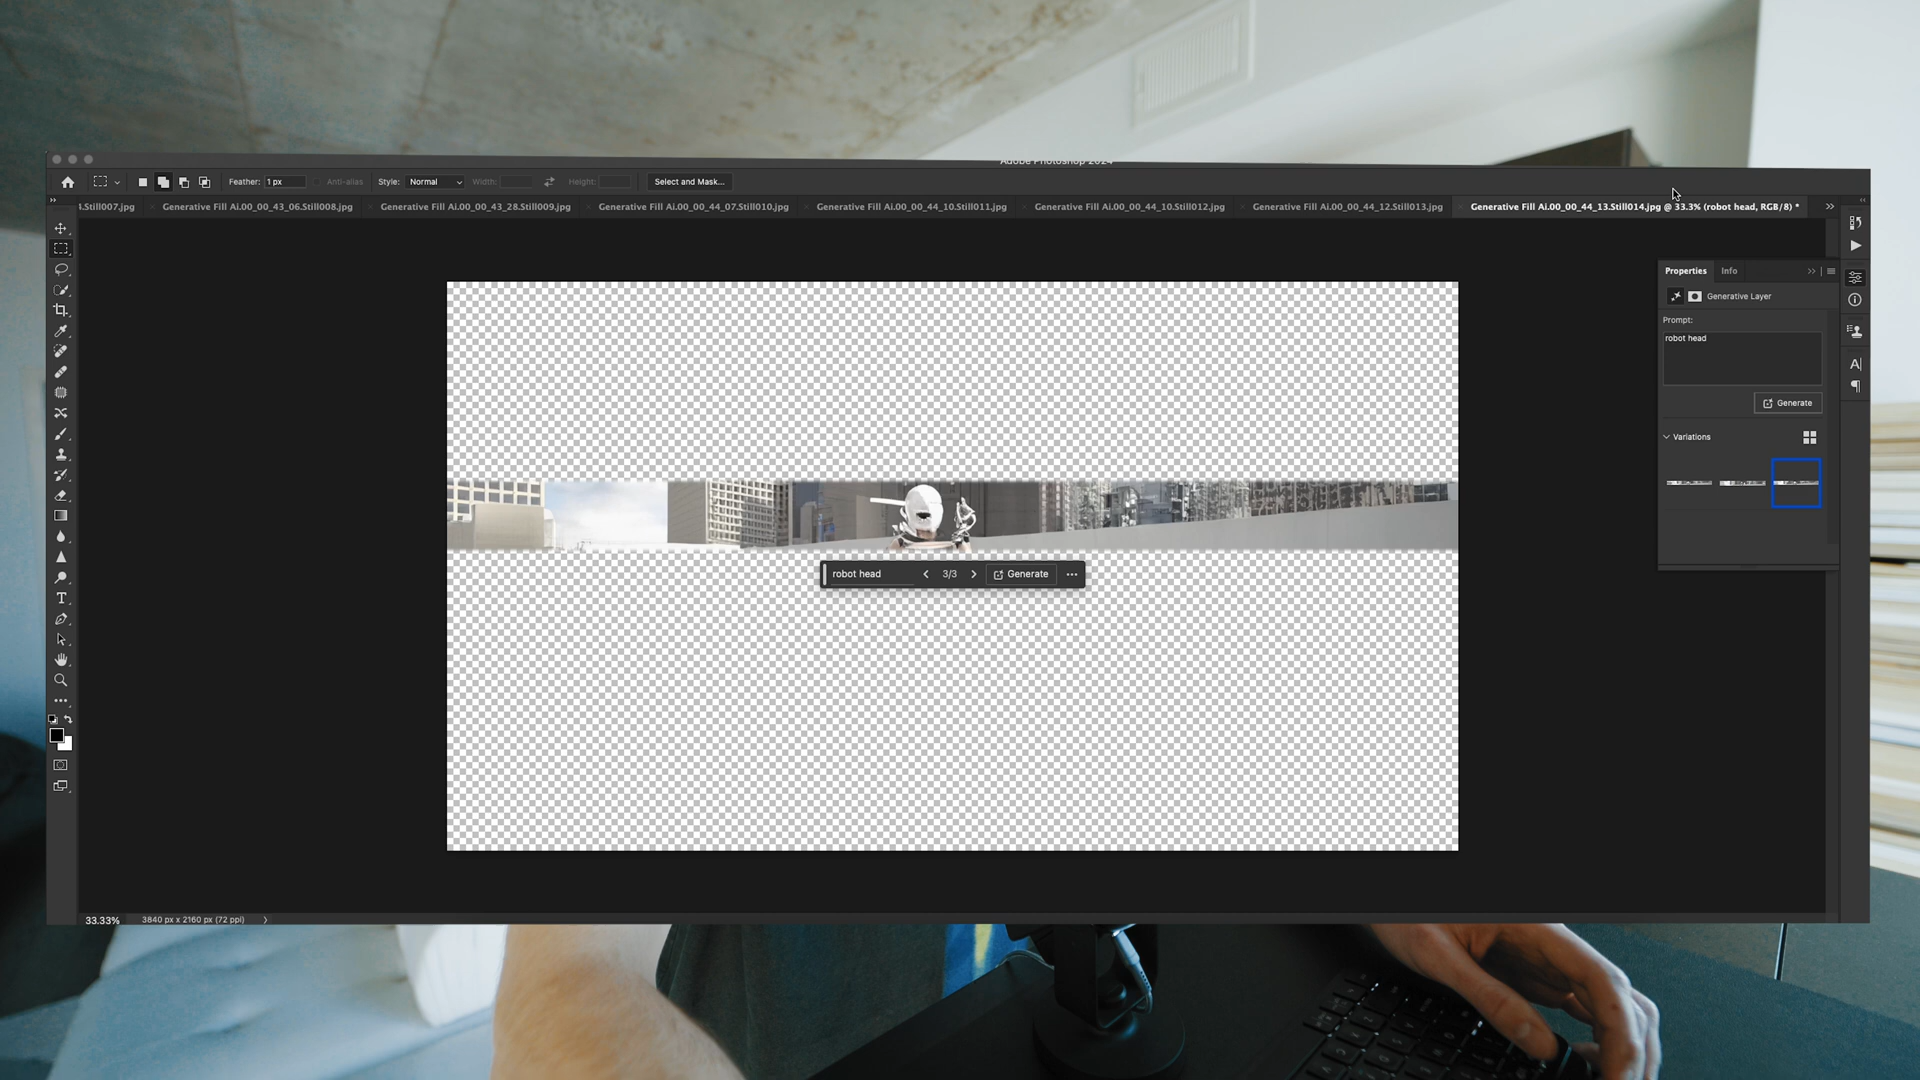 Adobe Photoshop 2024
Feather: 1 px Anti-alias Style: Normal Width: Height: Select and Mask...
4.Still007.jpg Generative Fill Ai.00_00_43_06.Still008.jpg Generative Fill Ai.00_00_43_28.Still009.jpg Generative Fill Ai.00_00_44_07.Still010.jpg Generative Fill Ai.00_00_44_10.Still011.jpg Generative Fill Ai.00_00_44_10.Still012.jpg Generative Fill Ai.00_00_44_12.Still013.jpg Generative Fill Ai.00_00_44_13.Still014.jpg @ 33.3% (robot head, RGB/8) *
Properties Info
Generative Layer
Prompt:
robot head
Generate
Variations
robot head 3/3 Generate
33.33% 3840 px x 2160 px (72 ppi)